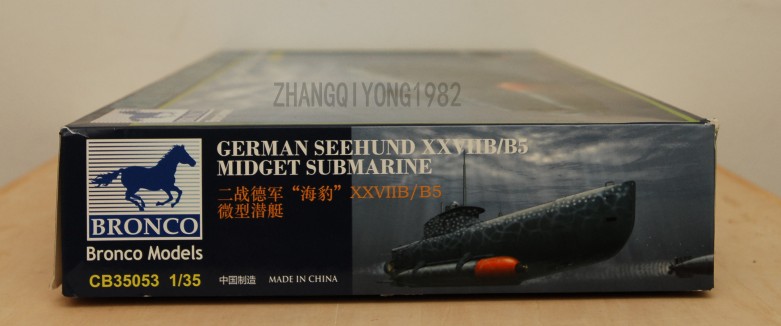 ZHANGQIYONG1982
GERMAN SEEHUND XXVIIB/B5
MIDGET SUBMARINE
二战德军“海豹”XXVIIB/B5
微型潜艇
BRONCO
Bronco Models
CB35053 1/35
中国制造 MADE IN CHINA